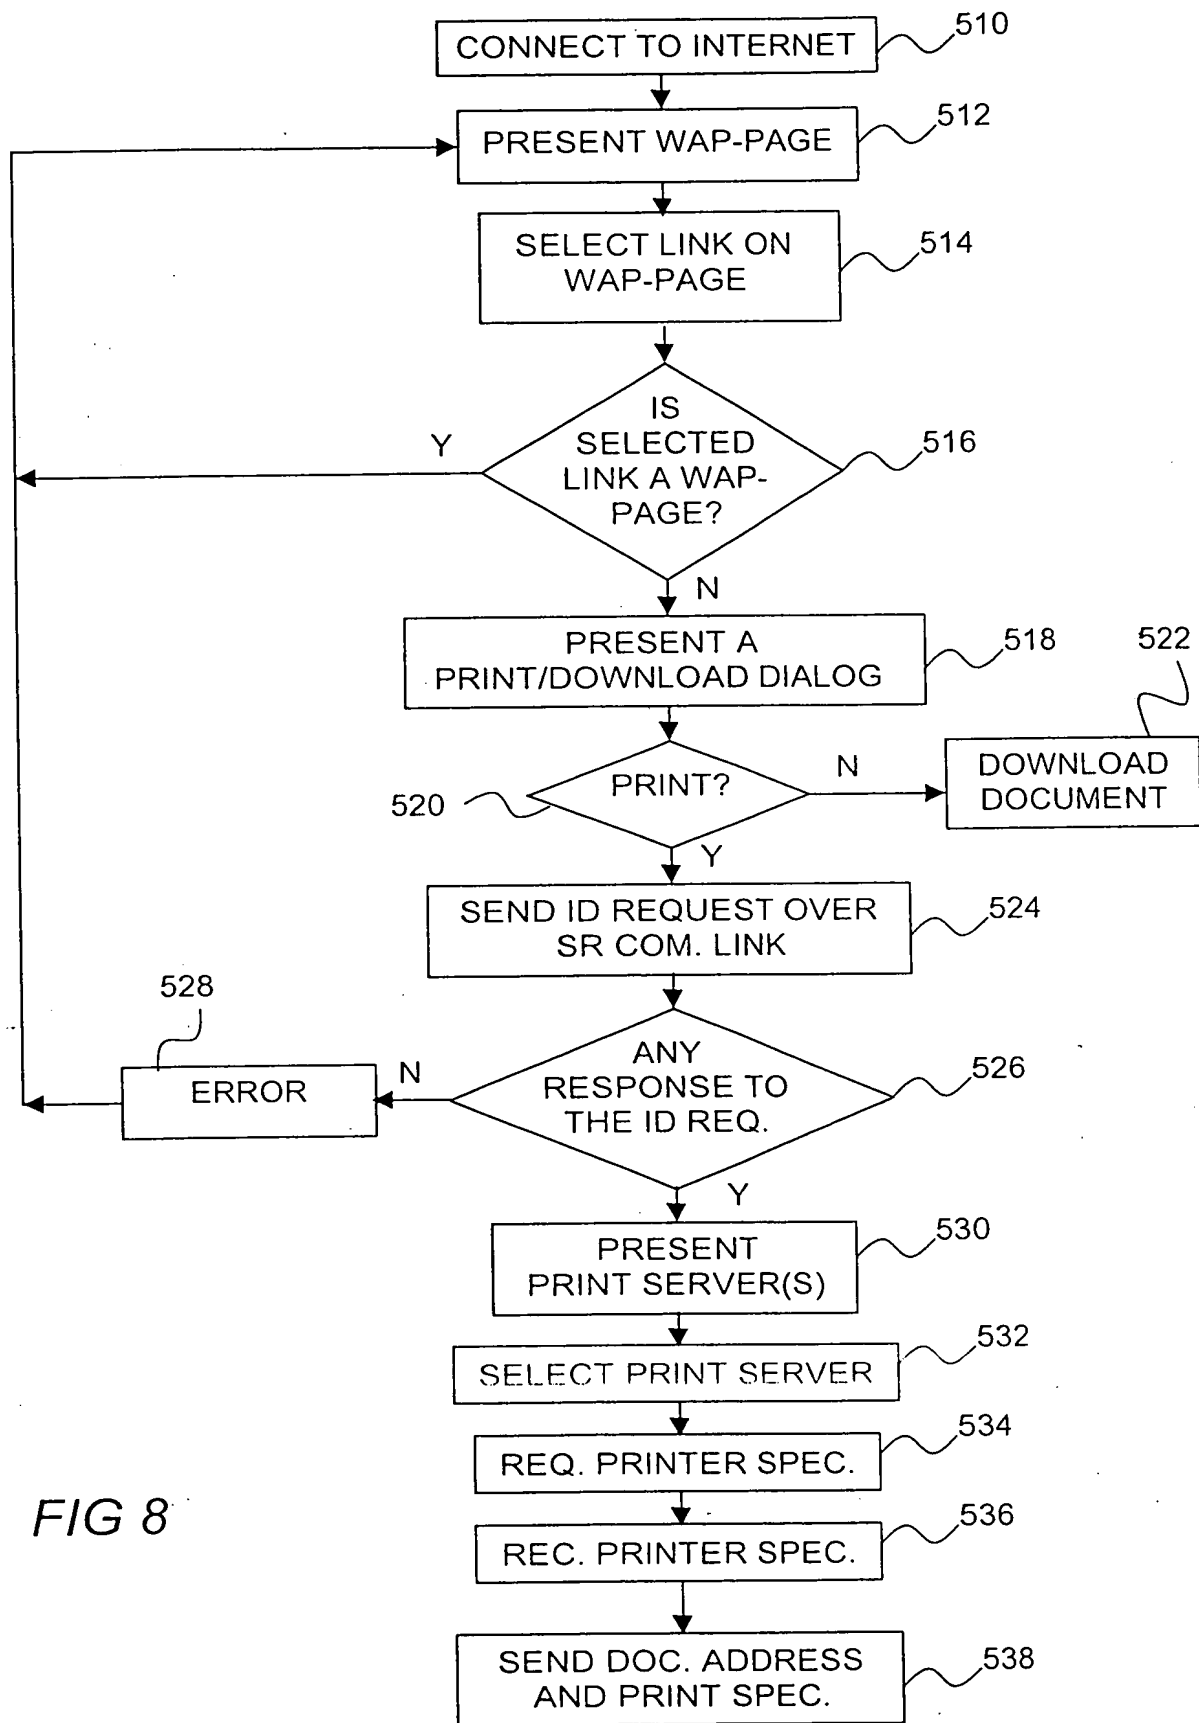 CONNECT TO INTERNET
510
PRESENT WAP-PAGE
512
SELECT LINK ON
WAP-PAGE
514
IS
SELECTED
LINK A WAP-
PAGE?
516
Y
N
PRESENT A
PRINT/DOWNLOAD DIALOG
518
522
PRINT?
520
N
DOWNLOAD
DOCUMENT
Y
SEND ID REQUEST OVER
SR COM. LINK
524
528
ERROR
N
ANY
RESPONSE TO
THE ID REQ.
526
Y
PRESENT
PRINT SERVER(S)
530
SELECT PRINT SERVER
532
REQ. PRINTER SPEC.
534
REC. PRINTER SPEC.
536
SEND DOC. ADDRESS
AND PRINT SPEC.
538
FIG 8